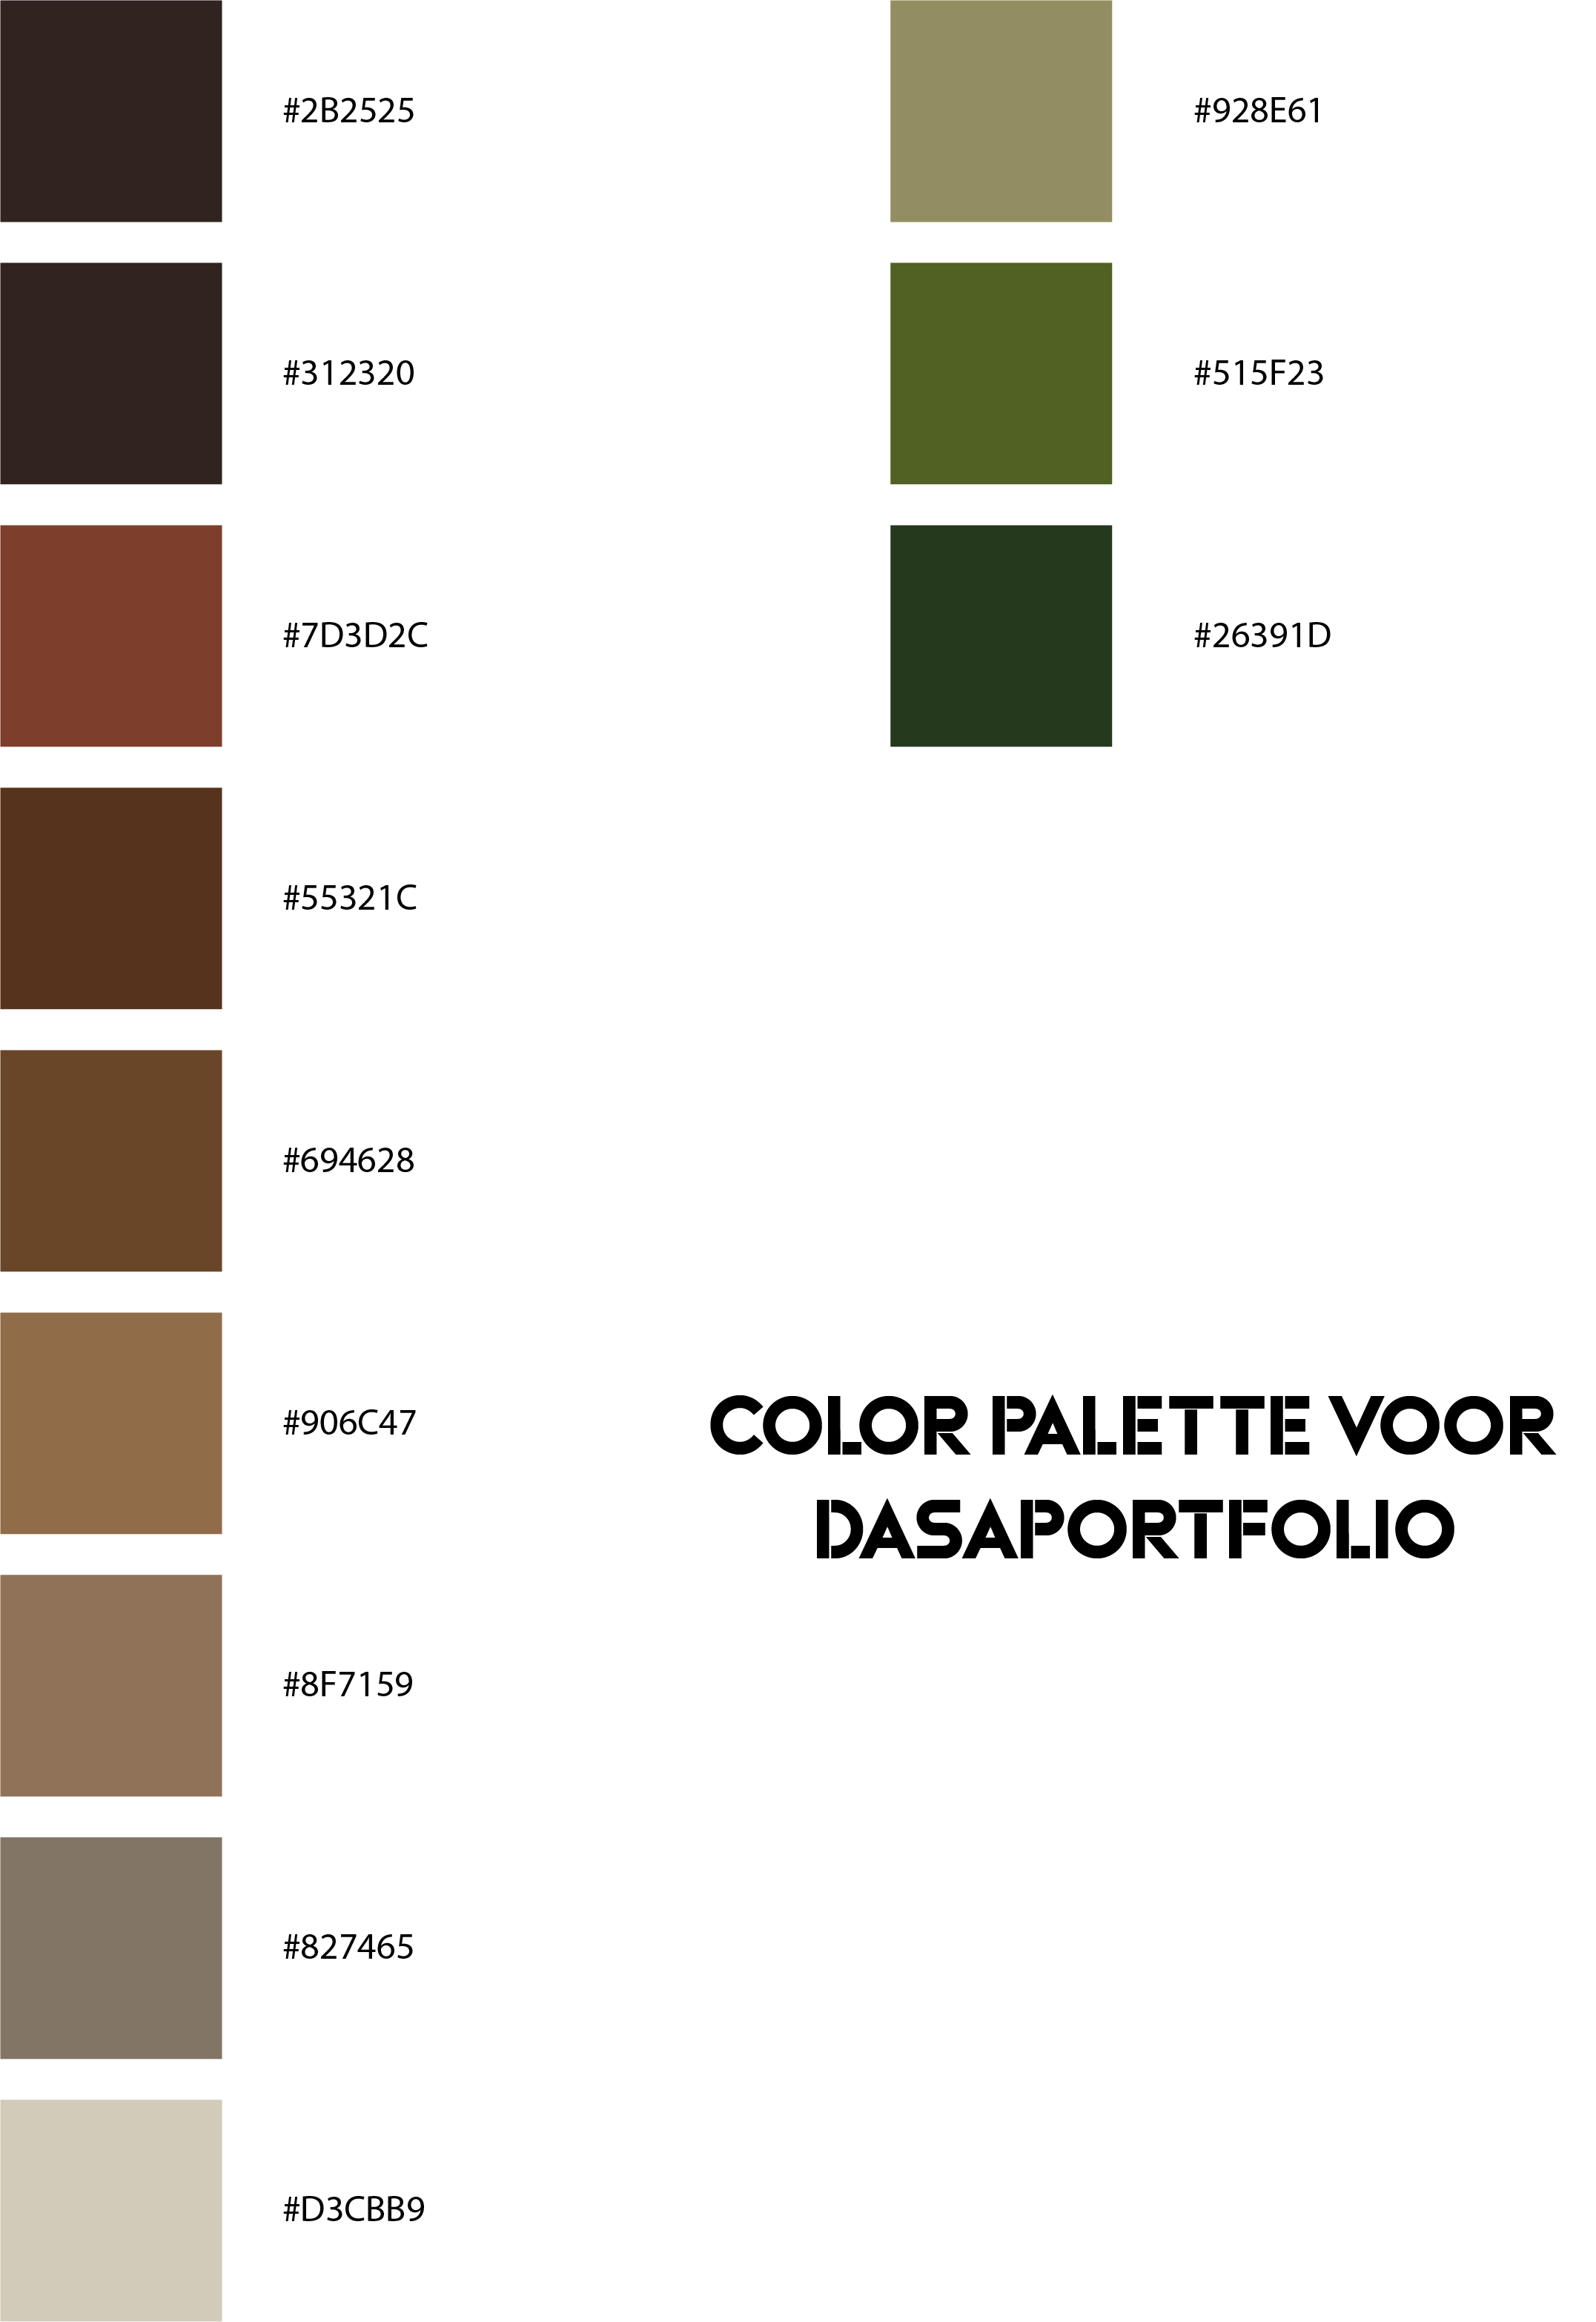 #2B2525
#312320
#7D3D2C
#55321C
#694628
#906C47
#8F7159
#827465
#D3CBB9
#928E61
#515F23
#26391D
COLOR PALETTE VOOR
DASAPORTFOLIO